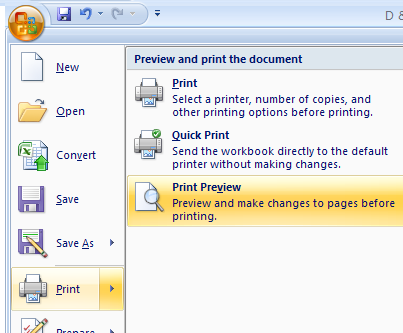 D &
Preview and print the document
New
Print
Select a printer, number of copies, and
other printing options before printing.
Open
Quick Print
Send the workbook directly to the default
printer without making changes.
Convert
Print Preview
Preview and make changes to pages before
printing.
Save
Save As
Print
Prepare